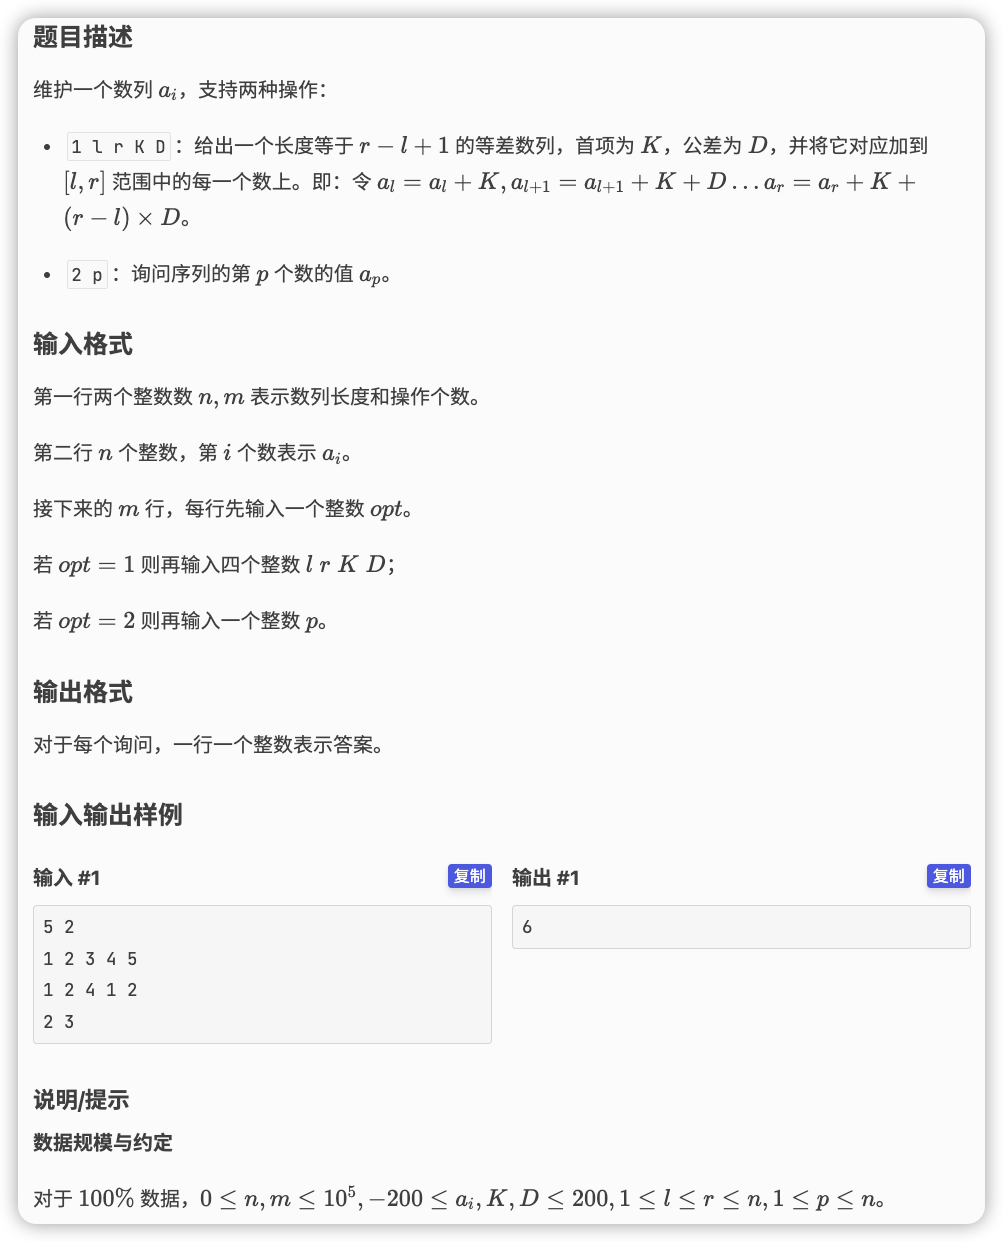 题目描述
维护一个数列 $a_i$，支持两种操作：
• 1 l r K D：给出一个长度等于 $r - l + 1$ 的等差数列，首项为 $K$，公差为 $D$，并将它对应加到
$[l, r]$ 范围中的每一个数上。即：令 $a_l = a_l + K, a_{l+1} = a_{l+1} + K + D \ldots a_r = a_r + K +$
$(r - l) \times D$。
• 2 p：询问序列的第 $p$ 个数的值 $a_p$。
输入格式
第一行两个整数数 $n, m$ 表示数列长度和操作个数。
第二行 $n$ 个整数，第 $i$ 个数表示 $a_i$。
接下来的 $m$ 行，每行先输入一个整数 $opt$。
若 $opt = 1$ 则再输入四个整数 $l\ r\ K\ D$；
若 $opt = 2$ 则再输入一个整数 $p$。
输出格式
对于每个询问，一行一个整数表示答案。
输入输出样例
输入 #1
复制
5 2
1 2 3 4 5
1 2 4 1 2
2 3
输出 #1
复制
6
说明/提示
数据规模与约定
对于 $100\%$ 数据，$0 \le n, m \le 10^5, -200 \le a_i, K, D \le 200, 1 \le l \le r \le n, 1 \le p \le n$。